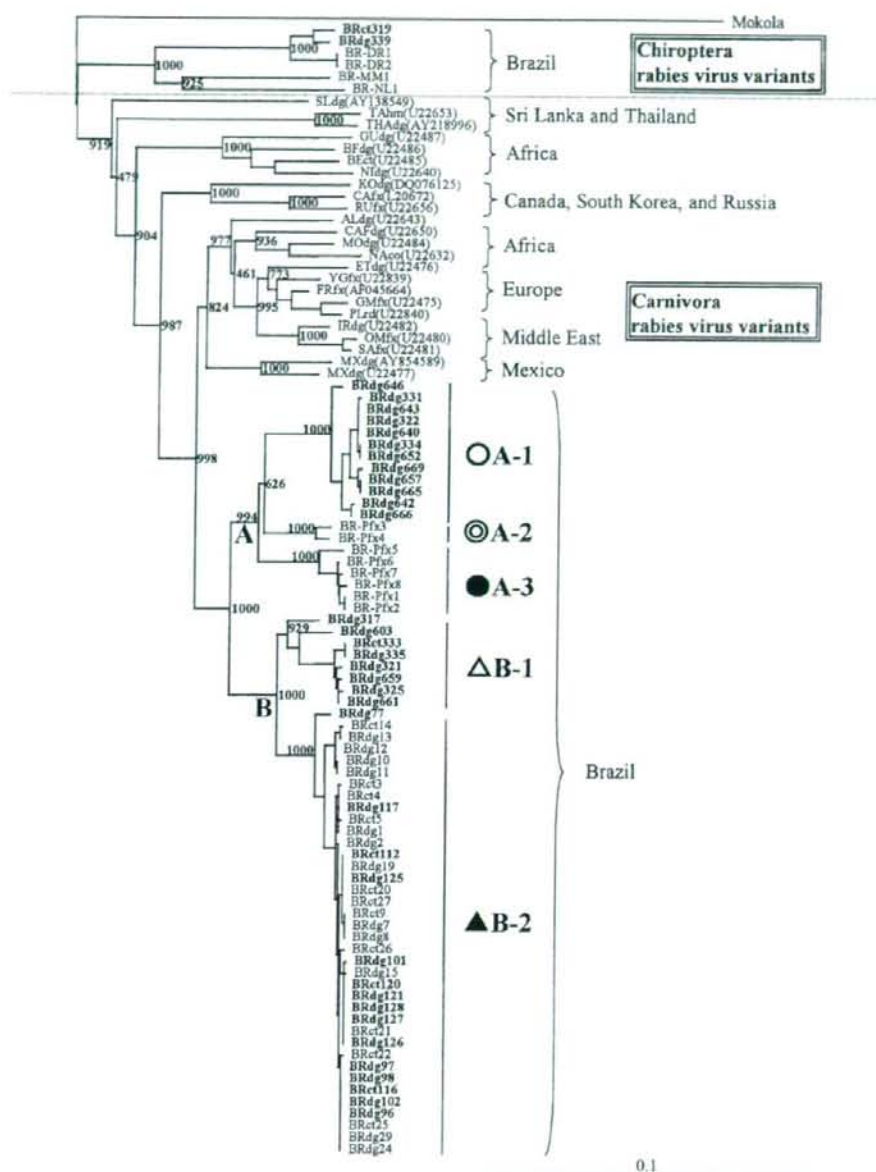 Mokola
BRct319
1000
BRdg339
1000
BR-DR1
BR-DR2
BR-MM1
925
BR-NL1
Brazil
Chiroptera
rabies virus variants
SLdg(AY138549)
TAhm(U22653)
1000
THAdg(AY218996)
Sri Lanka and Thailand
919
479
GUdg(U22487)
1000
BFdg(U22486)
BEct(U22485)
NIdg(U22640)
Africa
KOdg(DQ076125)
1000
CAfx(L20672)
1000
RUfx(U22656)
Canada, South Korea, and Russia
904
ALdg(U22643)
977
CAFdg(U22650)
936
MOdg(U22484)
NAco(U22632)
Africa
461
ETdg(U22476)
773
YGfx(U22839)
FRfx(AF045664)
995
GMfx(U22475)
PLrd(U22840)
Europe
Carnivora
rabies virus variants
824
987
IRdg(U22482)
1000
OMfx(U22480)
SAfx(U22481)
Middle East
MXdg(AY854589)
1000
MXdg(U22477)
Mexico
BRdg646
BRdg331
BRdg643
BRdg322
1000
BRdg640
BRdg334
BRdg652
BRdg669
BRdg657
BRdg665
BRdg642
BRdg666
A-1
998
626
994
A
BR-Pfx3
1000
BR-Pfx4
A-2
BR-Pfx5
1000
BR-Pfx6
BR-Pfx7
BR-Pfx8
BR-Pfx1
BR-Pfx2
A-3
1000
BRdg317
929
BRdg603
BRct333
BRdg335
BRdg321
BRdg659
BRdg325
BRdg661
B-1
B
1000
BRdg77
BRct14
BRdg13
1000
BRdg12
BRdg10
BRdg11
BRct3
BRct4
BRdg117
BRct5
BRdg1
BRdg2
BRct112
BRdg19
BRdg125
BRct20
BRct27
BRct9
BRdg7
BRdg8
BRct26
BRdg101
BRdg15
BRct120
BRdg121
BRdg128
BRdg127
BRct21
BRdg126
BRct22
BRdg97
BRdg98
BRct116
BRdg102
BRdg96
BRct25
BRdg29
BRdg24
B-2
Brazil
0.1